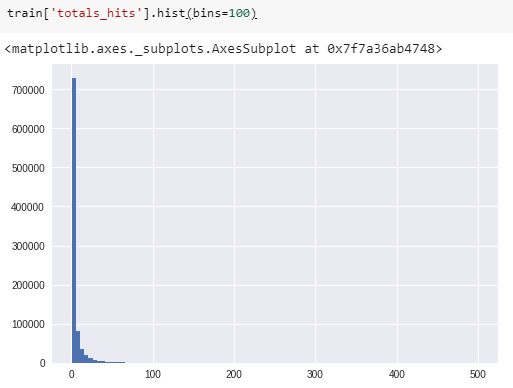 train['totals_hits'].hist(bins=100)
<matplotlib.axes._subplots.AxesSubplot at 0x7f7a36ab4748>
700000
600000
500000
400000
300000
200000
100000
0
0 100 200 300 400 500